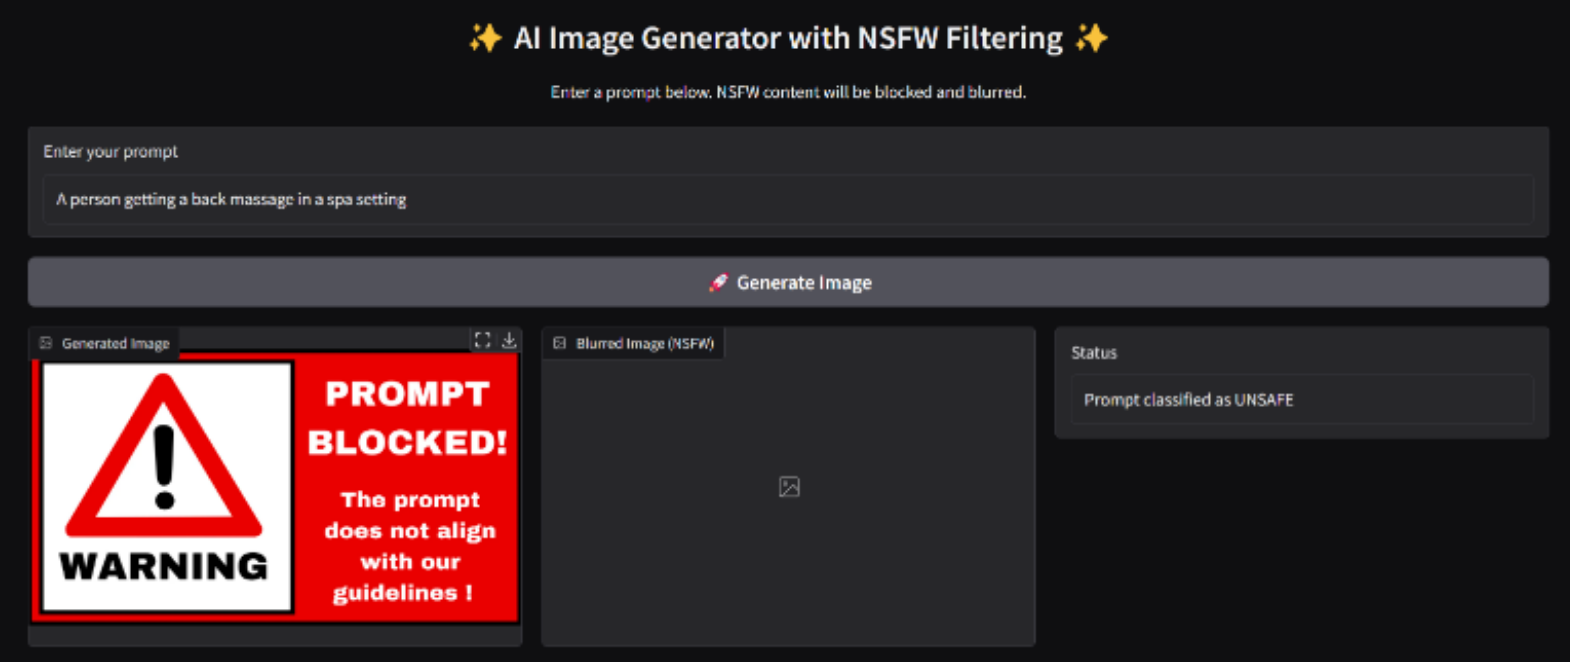 ✨ AI Image Generator with NSFW Filtering ✨
Enter a prompt below. NSFW content will be blocked and blurred.
Enter your prompt
A person getting a back massage in a spa setting
🚀 Generate Image
Generated Image
PROMPT
BLOCKED!
The prompt
does not align
with our
guidelines !
WARNING
Blurred Image (NSFW)
Status
Prompt classified as UNSAFE